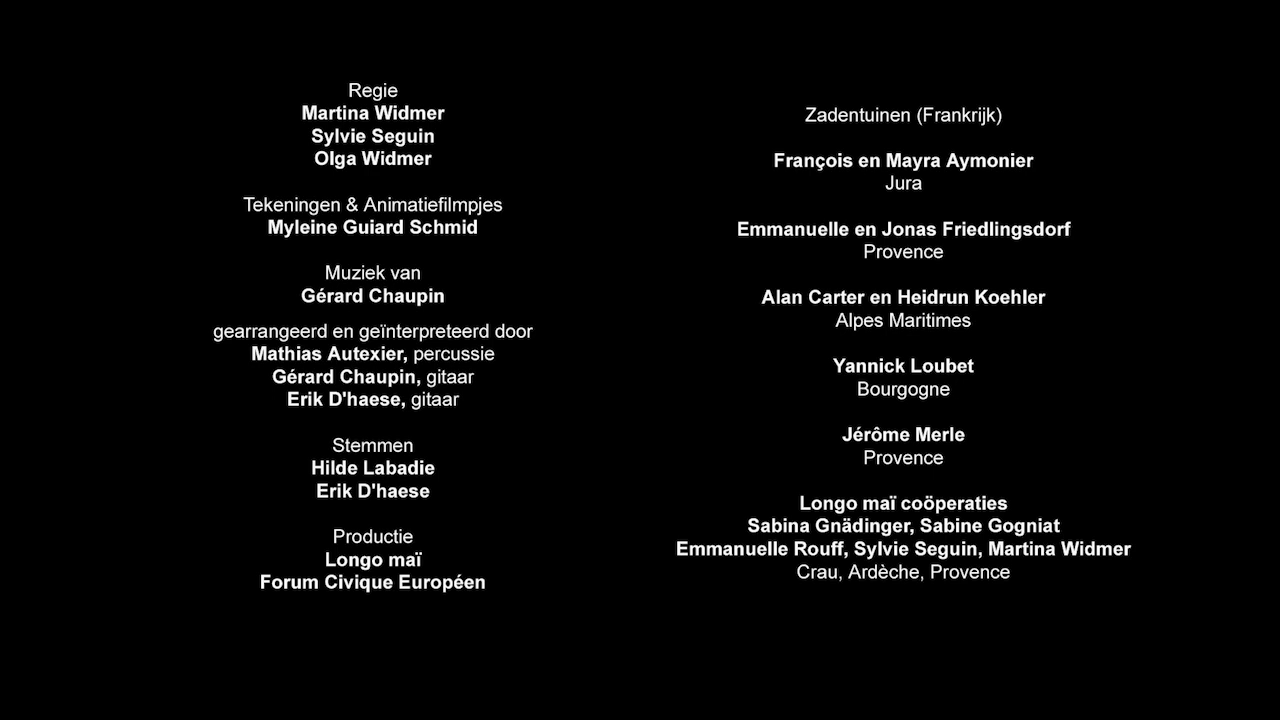 Regie
Martina Widmer
Sylvie Seguin
Olga Widmer
Tekeningen & Animatiefilmpjes
Myleine Guiard Schmid
Muziek van
Gérard Chaupin
gearrangeerd en geïnterpreteerd door
Mathias Autexier, percussie
Gérard Chaupin, gitaar
Erik D'haese, gitaar
Stemmen
Hilde Labadie
Erik D'haese
Productie
Longo maï
Forum Civique Européen
Zadentuinen (Frankrijk)
François en Mayra Aymonier
Jura
Emmanuelle en Jonas Friedlingsdorf
Provence
Alan Carter en Heidrun Koehler
Alpes Maritimes
Yannick Loubet
Bourgogne
Jérôme Merle
Provence
Longo maï coöperaties
Sabina Gnädinger, Sabine Gogniat
Emmanuelle Rouff, Sylvie Seguin, Martina Widmer
Crau, Ardèche, Provence